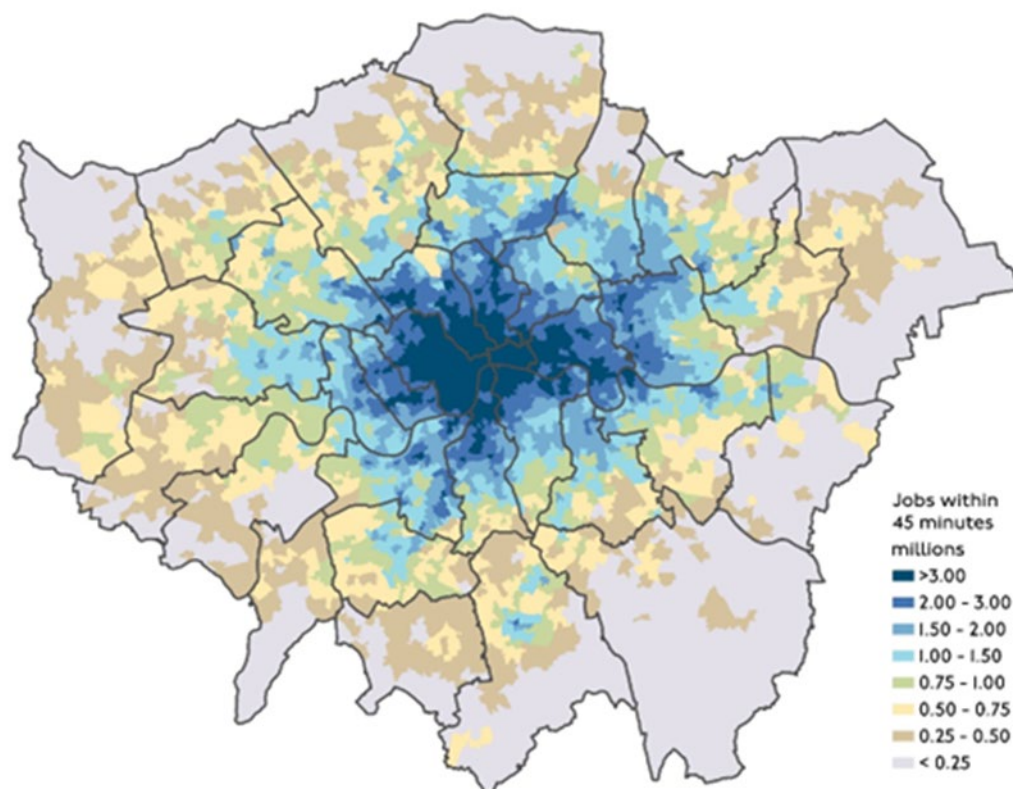 Jobs within
45 minutes
millions
>3.00
2.00 - 3.00
1.50 - 2.00
1.00 - 1.50
0.75 - 1.00
0.50 - 0.75
0.25 - 0.50
< 0.25